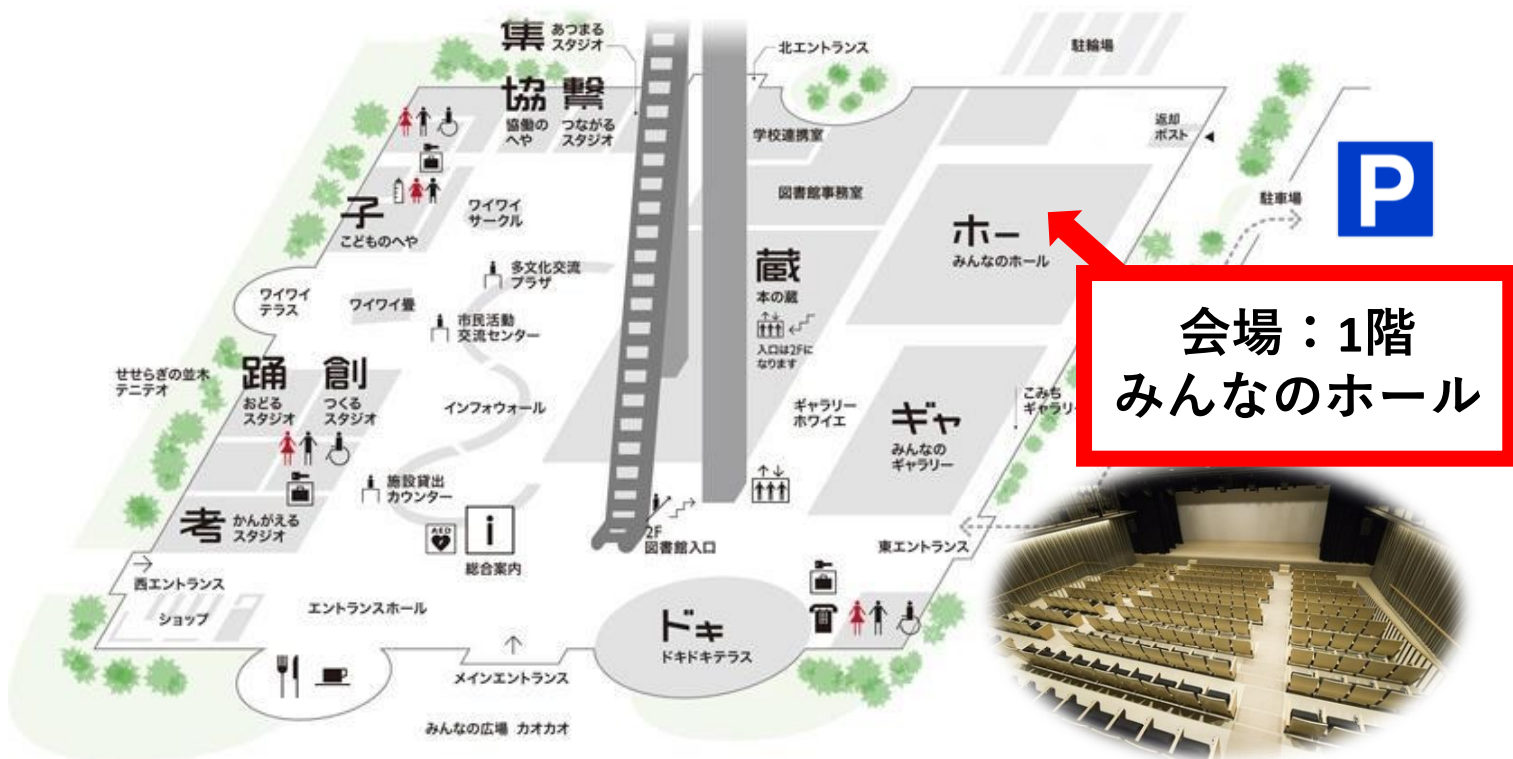 集
あつまる
スタジオ
北エントランス
駐輪場
協
繋
協働の
へや
つながる
スタジオ
学校連携室
返却
ポスト
図書館事務室
駐車場
P
子
こどものへや
ワイワイ
サークル
ホー
みんなのホール
多文化交流
プラザ
蔵
本の蔵
入口は2Fに
なります
ワイワイ
テラス
ワイワイ畳
市民活動
交流センター
会場：1階
みんなのホール
せせらぎの並木
テニテオ
踊
おどる
スタジオ
創
つくる
スタジオ
インフォウォール
ギャラリー
ホワイエ
ギャ
みんなの
ギャラリー
こみち
ギャラリー
施設貸出
カウンター
考
かんがえる
スタジオ
AED
i
総合案内
2F
図書館入口
東エントランス
西エントランス
ショップ
エントランスホール
ドキ
ドキドキテラス
メインエントランス
みんなの広場 カオカオ